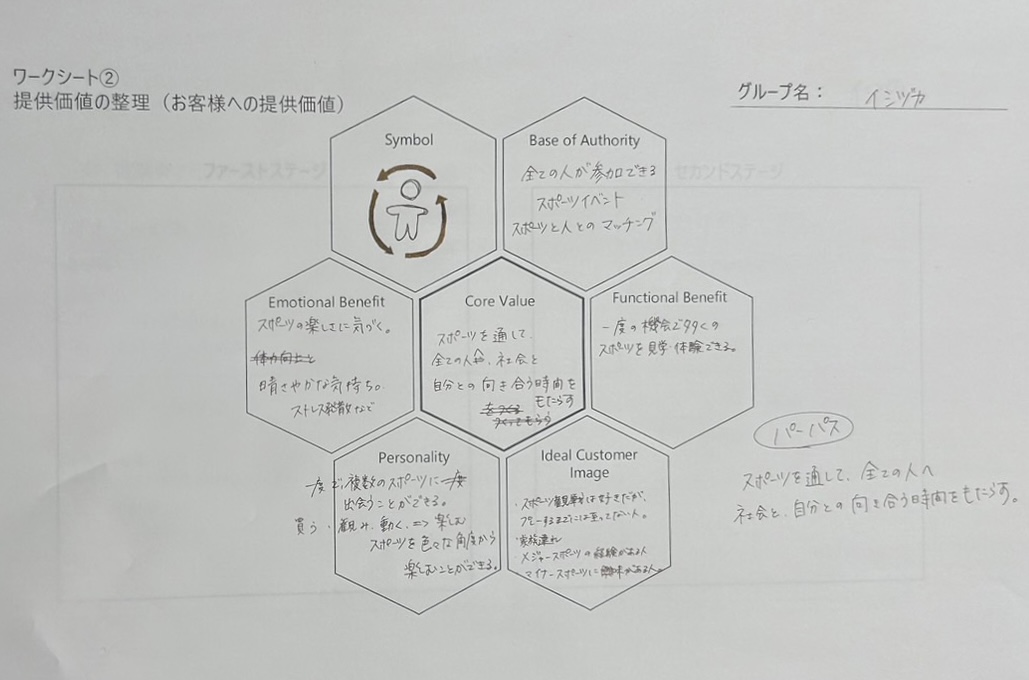 ワークシート②
提供価値の整理（お客様への提供価値）
グループ名：
イシヅカ
ファーストステージ
セカンドステージ
Symbol
Base of Authority
全ての人が参加できる
スポーツイベント
スポーツと人とのマッチング
Emotional Benefit
スポーツの楽しさに気づく。
体力向上と
晴れやかな気持ち。
ストレス発散など
Core Value
スポーツを通して、
全ての人へ、社会と
自分との向き合う時間を
もたらす
Functional Benefit
一度の機会で多くの
スポーツを見学・体験できる。
Personality
一度で、複数のスポーツに一度
出会うことができる。
買う・観る、動く、⇒ 楽しむ
スポーツを色々な角度から
楽しむことができる。
Ideal Customer
Image
・スポーツ観戦は好きだが、
プレーするまでには至ってない人。
・家族連れ
・メジャースポーツの経験がある人
マイナースポーツに興味がある人。
パーパス
スポーツを通して、全ての人へ
社会と、自分との向き合う時間をもたらす。